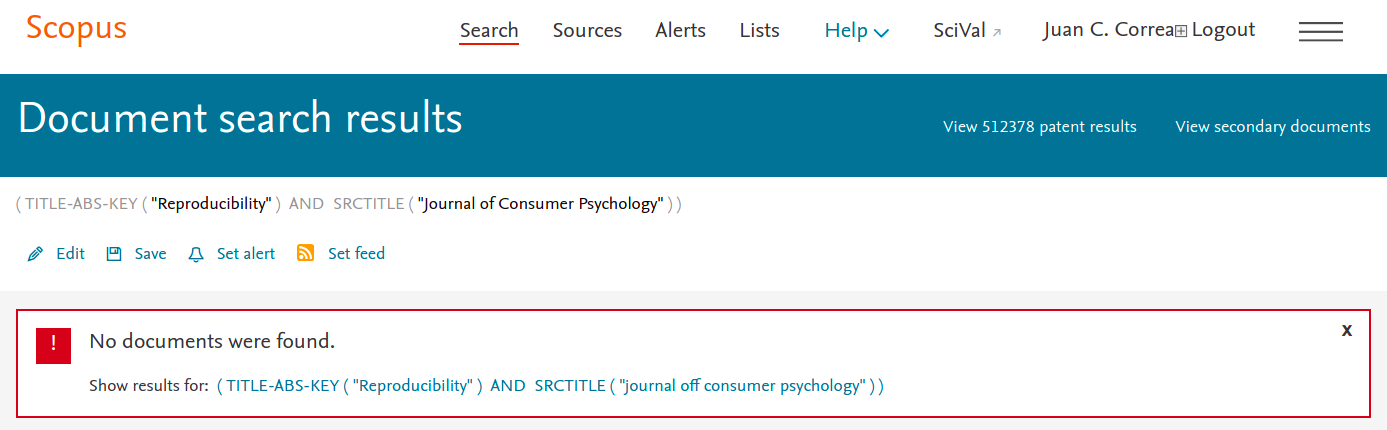 Scopus Search Sources Alerts Lists Help SciVal Juan C. Correa Logout
Document search results
View 512378 patent results View secondary documents
( TITLE-ABS-KEY ( "Reproducibility" ) AND SRCTITLE ( "Journal of Consumer Psychology" ) )
Edit Save Set alert Set feed
! No documents were found. x
Show results for: ( TITLE-ABS-KEY ( "Reproducibility" ) AND SRCTITLE ( "journal off consumer psychology" ) )